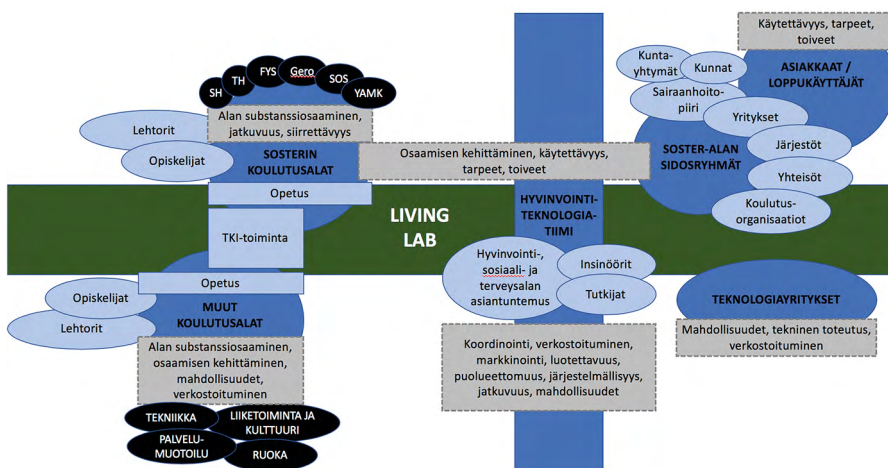 SH
TH
FYS
Gero
SOS
YAMK
Alan substanssiosaaminen,
jatkuvuus, siirrettävyys
Lehtorit
Opiskelijat
SOSTERIN
KOULUTUSALAT
Opetus
TKI-toiminta
Opetus
Opiskelijat
Lehtorit
MUUT
KOULUTUSALAT
Alan substanssiosaaminen,
osaamisen kehittäminen,
mahdollisuudet,
verkostoituminen
TEKNIIKKA
LIIKETOIMINTA JA
KULTTUURI
PALVELU-
MUOTOILU
RUOKA
Osaamisen kehittäminen, käytettävyys,
tarpeet, toiveet
LIVING
LAB
HYVINVOINTI-
TEKNOLOGIA-
TIIMI
Hyvinvointi-,
sosiaali- ja
terveysalan
asiantuntemus
Insinöörit
Tutkijat
Koordinointi, verkostoituminen,
markkinointi, luotettavuus,
puolueettomuus, järjestelmällisyys,
jatkuvuus, mahdollisuudet
Käytettävyys, tarpeet,
toiveet
ASIAKKAAT /
LOPPUKÄYTTÄJÄT
Kunta-
yhtymät
Kunnat
Sairaanhoito-
piiri
Yritykset
SOSTER-ALAN
SIDOSRYHMÄT
Järjestöt
Yhteisöt
Koulutus-
organisaatiot
TEKNOLOGIAYRITYKSET
Mahdollisuudet, tekninen toteutus,
verkostoituminen